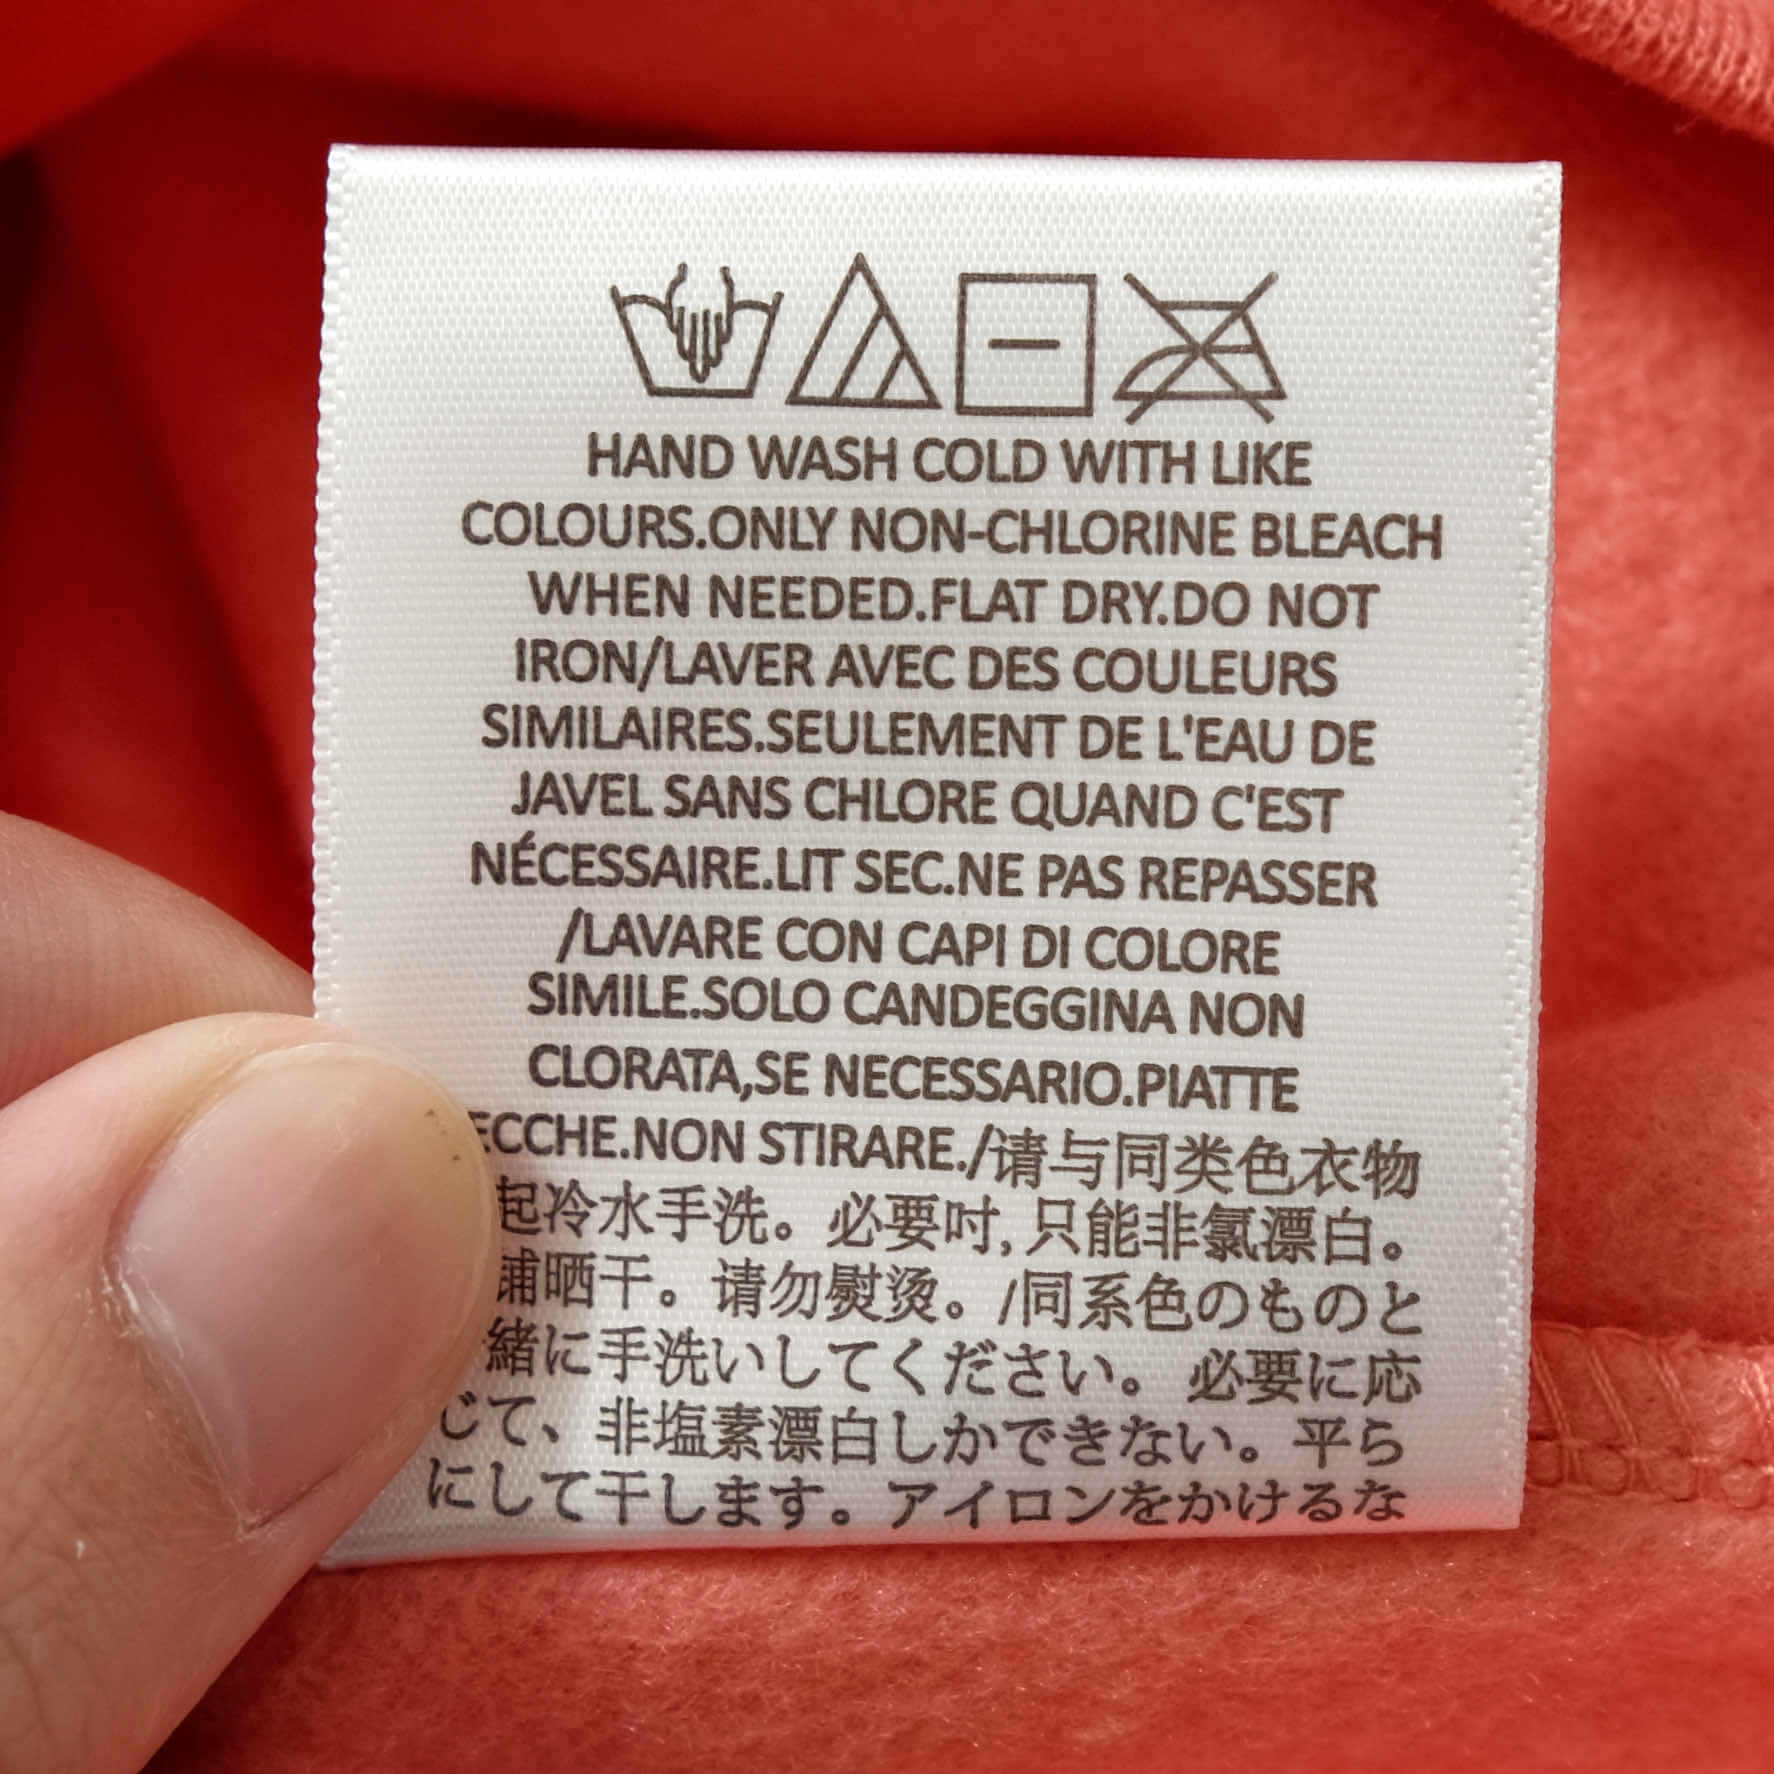 HAND WASH COLD WITH LIKE
COLOURS.ONLY NON-CHLORINE BLEACH
WHEN NEEDED.FLAT DRY.DO NOT
IRON/LAVER AVEC DES COULEURS
SIMILAIRES.SEULEMENT DE L'EAU DE
JAVEL SANS CHLORE QUAND C'EST
NÉCESSAIRE.LIT SEC.NE PAS REPASSER
/LAVARE CON CAPI DI COLORE
SIMILE.SOLO CANDEGGINA NON
CLORATA,SE NECESSARIO.PIATTE
ECCHE.NON STIRARE./请与同类色衣物
起冷水手洗。必要吋,只能非氯漂白。
晒干。请勿熨烫。/同系色のものと
緒に手洗いしてください。必要に応
じて、非塩素漂白しかできない。平ら
にして干します。アイロンをかけるな